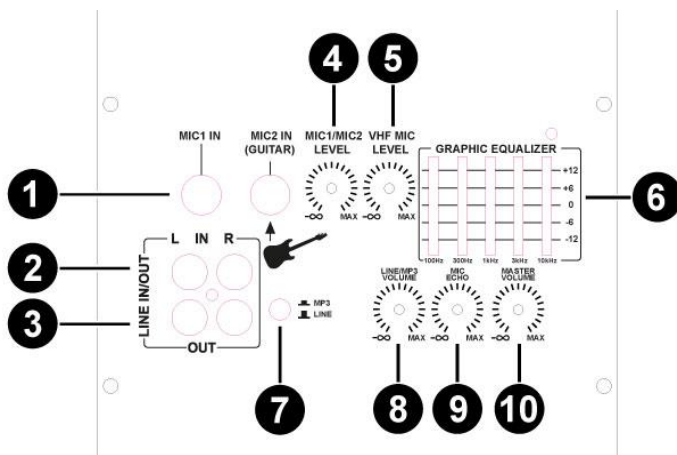 4
5
MIC1 IN
MIC2 IN
(GUITAR)
MIC1/MIC2
LEVEL
VHF MIC
LEVEL
GRAPHIC EQUALIZER
+12
+6
0
-6
-12
100Hz 300Hz 1kHz 3kHz 10kHz
1
6
-∞ MAX
-∞ MAX
L IN R
LINE IN/OUT
OUT
2
3
MP3
LINE
LINE/MP3
VOLUME
MIC
ECHO
MASTER
VOLUME
-∞ MAX
-∞ MAX
-∞ MAX
7
8
9
10